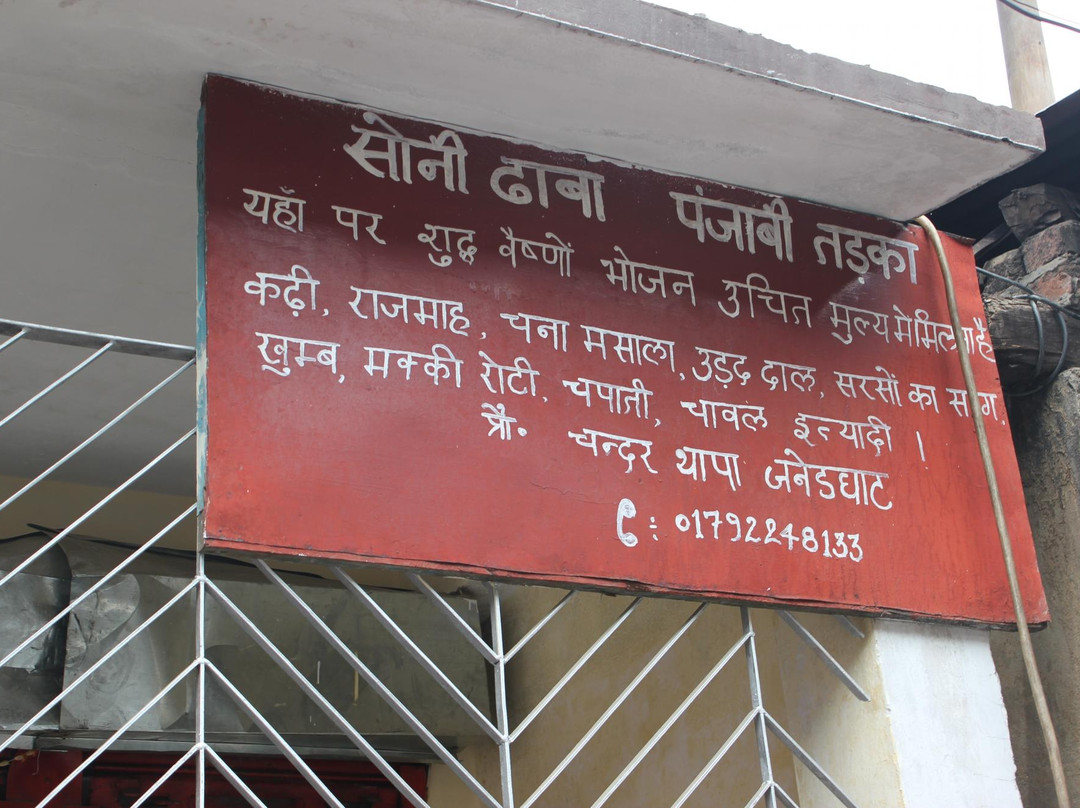 सोनी ढाबा पंजाबी तड़का
यहाँ पर शुद्ध वैष्णों भोजन उचित मुल्य मे मिलता है
कढ़ी, राजमाह, चना मसाला, उड़द दाल, सरसों का साग,
खुम्ब, मक्की रोटी, चपाती, चावल इत्यादी ।
प्रौ॰ चन्दर थापा जनेडघाट
: 01792248133